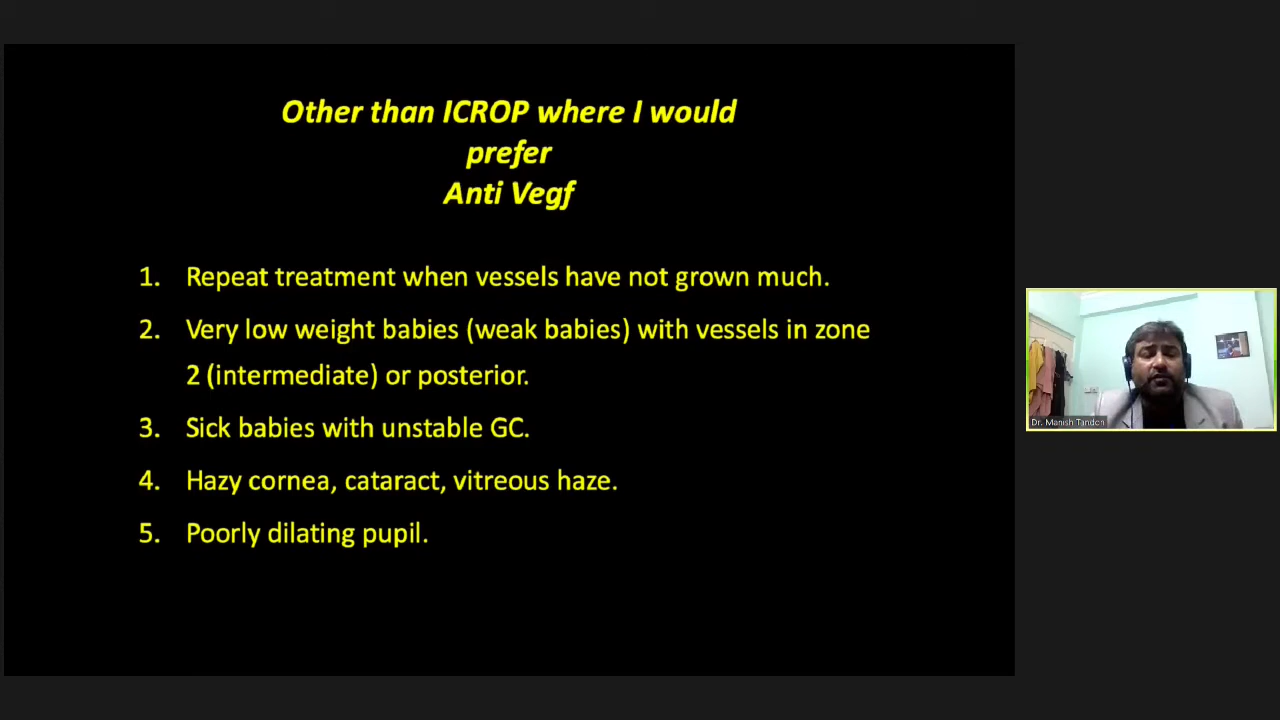 Other than ICROP where I would
prefer
Anti Vegf
1. Repeat treatment when vessels have not grown much.
2. Very low weight babies (weak babies) with vessels in zone
2 (intermediate) or posterior.
3. Sick babies with unstable GC.
4. Hazy cornea, cataract, vitreous haze.
5. Poorly dilating pupil.
Dr. Manish Tandon